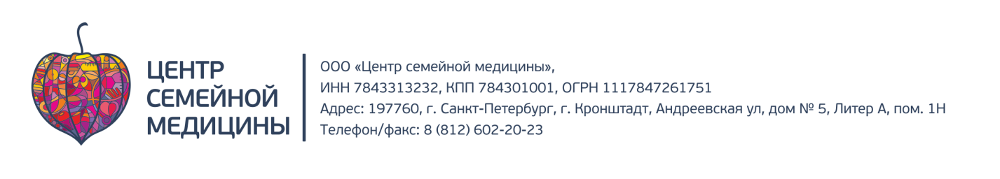 ЦЕНТР
СЕМЕЙНОЙ
МЕДИЦИНЫ
ООО «Центр семейной медицины»,
ИНН 7843313232, КПП 784301001, ОГРН 1117847261751
Адрес: 197760, г. Санкт-Петербург, г. Кронштадт, Андреевская ул, дом № 5, Литер А, пом. 1Н
Телефон/факс: 8 (812) 602-20-23